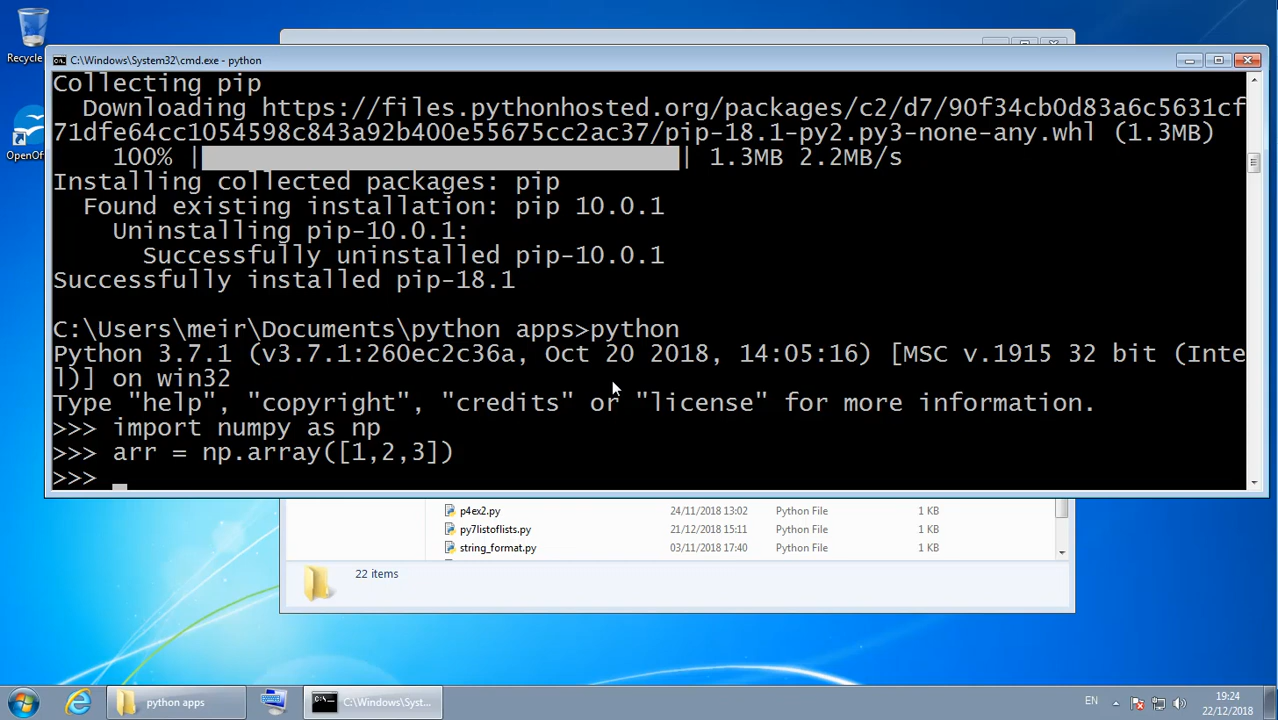 Recycle
OpenOf
C:\Windows\System32\cmd.exe - python
Collecting pip
Downloading https://files.pythonhosted.org/packages/c2/d7/90f34cb0d83a6c5631cf
71dfe64cc1054598c843a92b400e55675cc2ac37/pip-18.1-py2.py3-none-any.whl (1.3MB)
100% | | 1.3MB 2.2MB/s
Installing collected packages: pip
Found existing installation: pip 10.0.1
Uninstalling pip-10.0.1:
Successfully uninstalled pip-10.0.1
Successfully installed pip-18.1
C:\Users\meir\Documents\python apps>python
Python 3.7.1 (v3.7.1:260ec2c36a, Oct 20 2018, 14:05:16) [MSC v.1915 32 bit (Inte
l)] on win32
Type "help", "copyright", "credits" or "license" for more information.
>>> import numpy as np
>>> arr = np.array([1,2,3])
>>>
p4ex2.py 24/11/2018 13:02 Python File 1 KB
py7listoflists.py 21/12/2018 15:11 Python File 1 KB
string_format.py 03/11/2018 17:40 Python File 1 KB
22 items
python apps
C:\Windows\Syst...
EN
19:24
22/12/2018